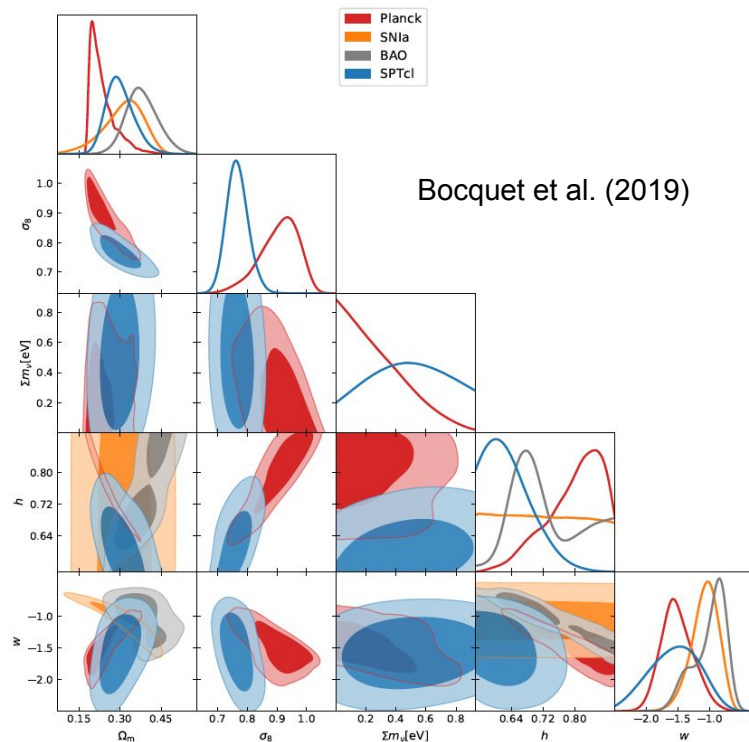 Planck
SNIa
BAO
SPTcl
Bocquet et al. (2019)
1.0
0.9
0.8
0.7
σ₈
0.8
0.6
0.4
0.2
Σmᵥ[eV]
0.80
0.72
0.64
h
−1.0
−1.5
−2.0
w
0.15 0.30 0.45
0.7 0.8 0.9 1.0
0.2 0.4 0.6 0.8
0.64 0.72 0.80
−2.0 −1.5 −1.0
Ωₘ
σ₈
Σmᵥ[eV]
h
w